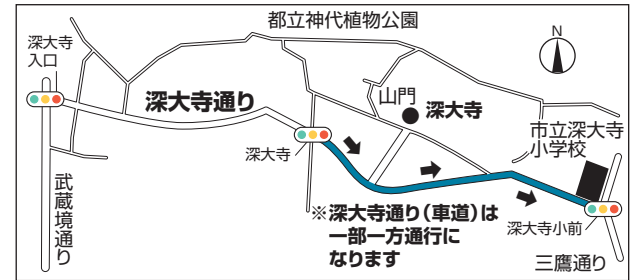 都立神代植物公園
N
深大寺
入口
深大寺通り
山門
深大寺
市立深大寺
小学校
深大寺
武蔵境通り
※深大寺通り(車道)は
一部一方通行に
なります
深大寺小前
三鷹通り